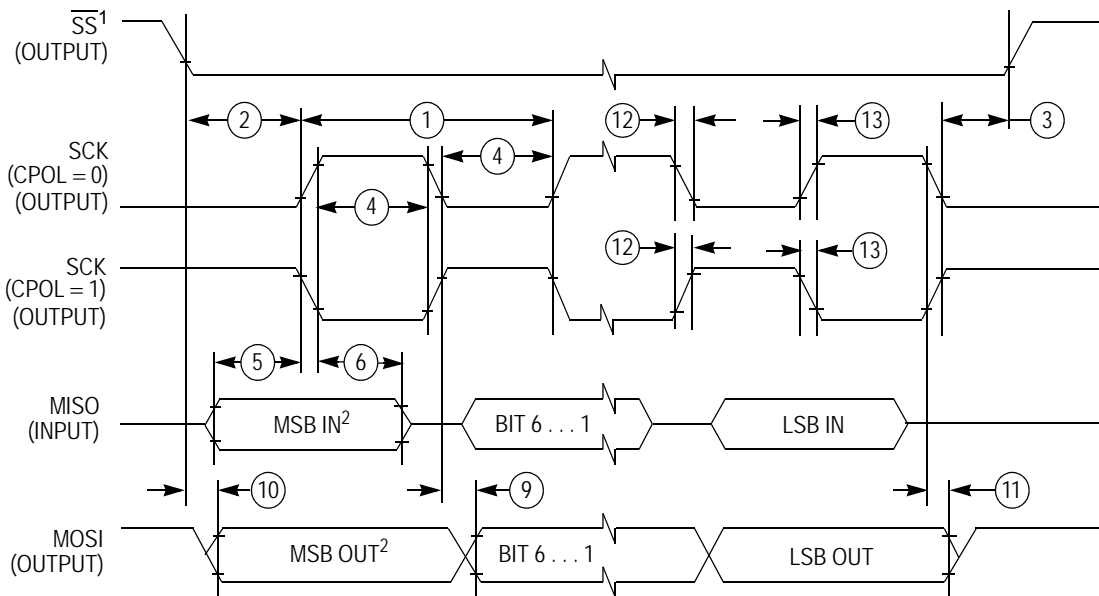 SS1
(OUTPUT)
2
1
12
13
3
SCK
(CPOL = 0)
(OUTPUT)
4
4
SCK
(CPOL = 1)
(OUTPUT)
12
13
5
6
MISO
(INPUT)
MSB IN2
BIT 6 . . . 1
LSB IN
10
9
11
MOSI
(OUTPUT)
MSB OUT2
BIT 6 . . . 1
LSB OUT